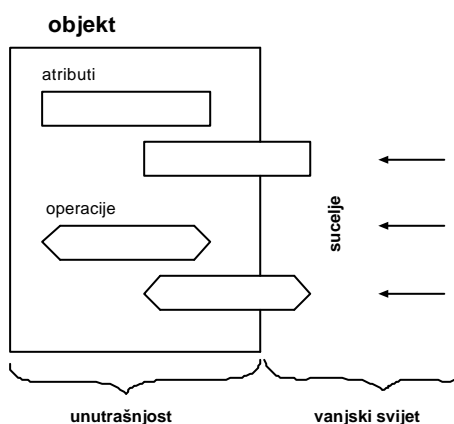 objekt
atributi
operacije
sucelje
unutrašnjost
vanjski svijet